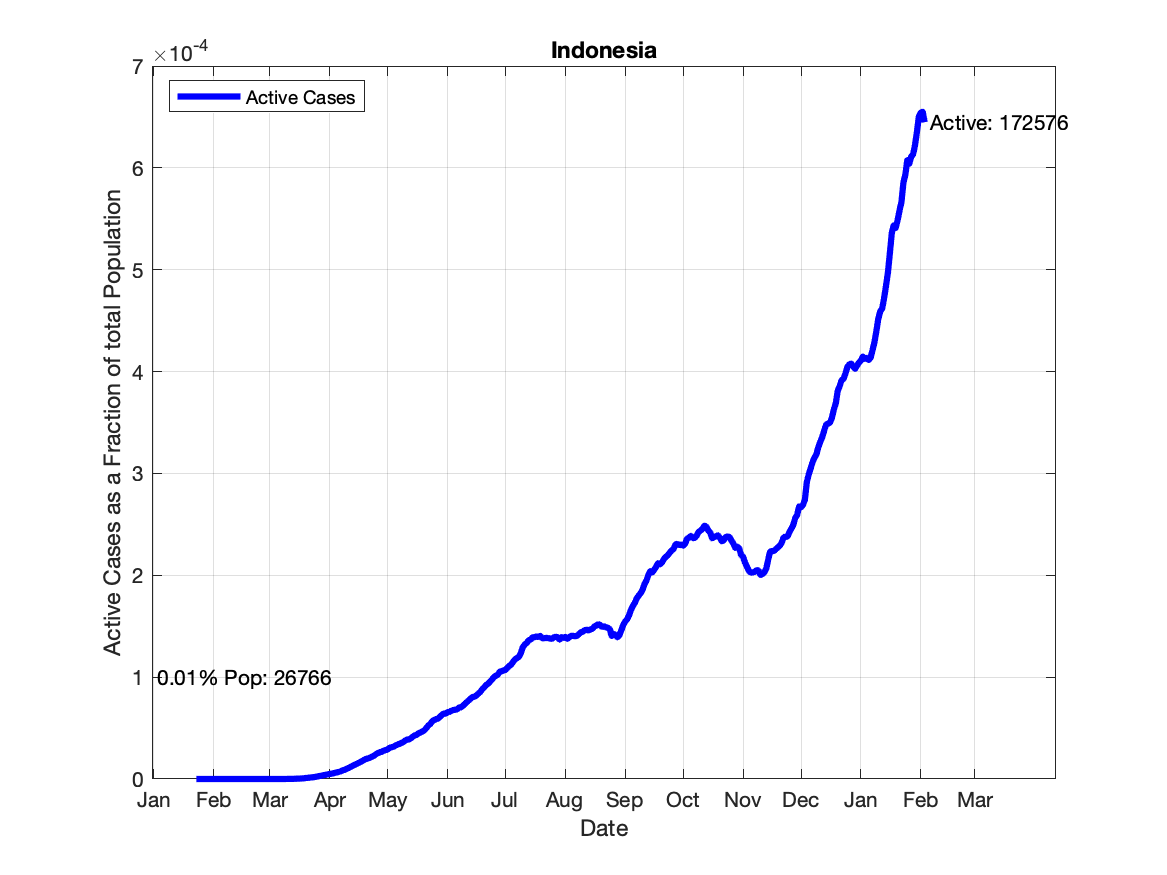 Indonesia
×10-4
7
Active Cases
Active: 172576
6
5
4
3
2
1
0.01% Pop: 26766
0
Active Cases as a Fraction of total Population
Jan Feb Mar Apr May Jun Jul Aug Sep Oct Nov Dec Jan Feb Mar
Date